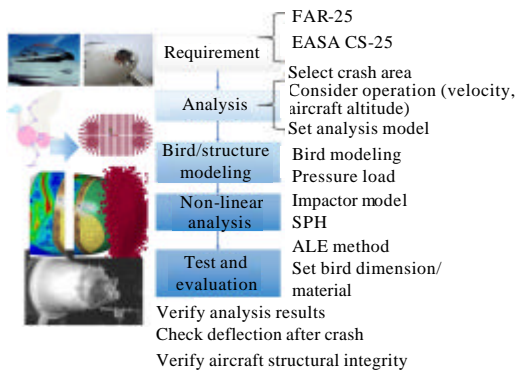 Requirement
FAR-25
EASA CS-25
Analysis
Select crash area
Consider operation (velocity,
aircraft altitude)
Set analysis model
Bird/structure
modeling
Bird modeling
Pressure load
Non-linear
analysis
Impactor model
SPH
Test and
evaluation
ALE method
Set bird dimension/
material
Verify analysis results
Check deflection after crash
Verify aircraft structural integrity